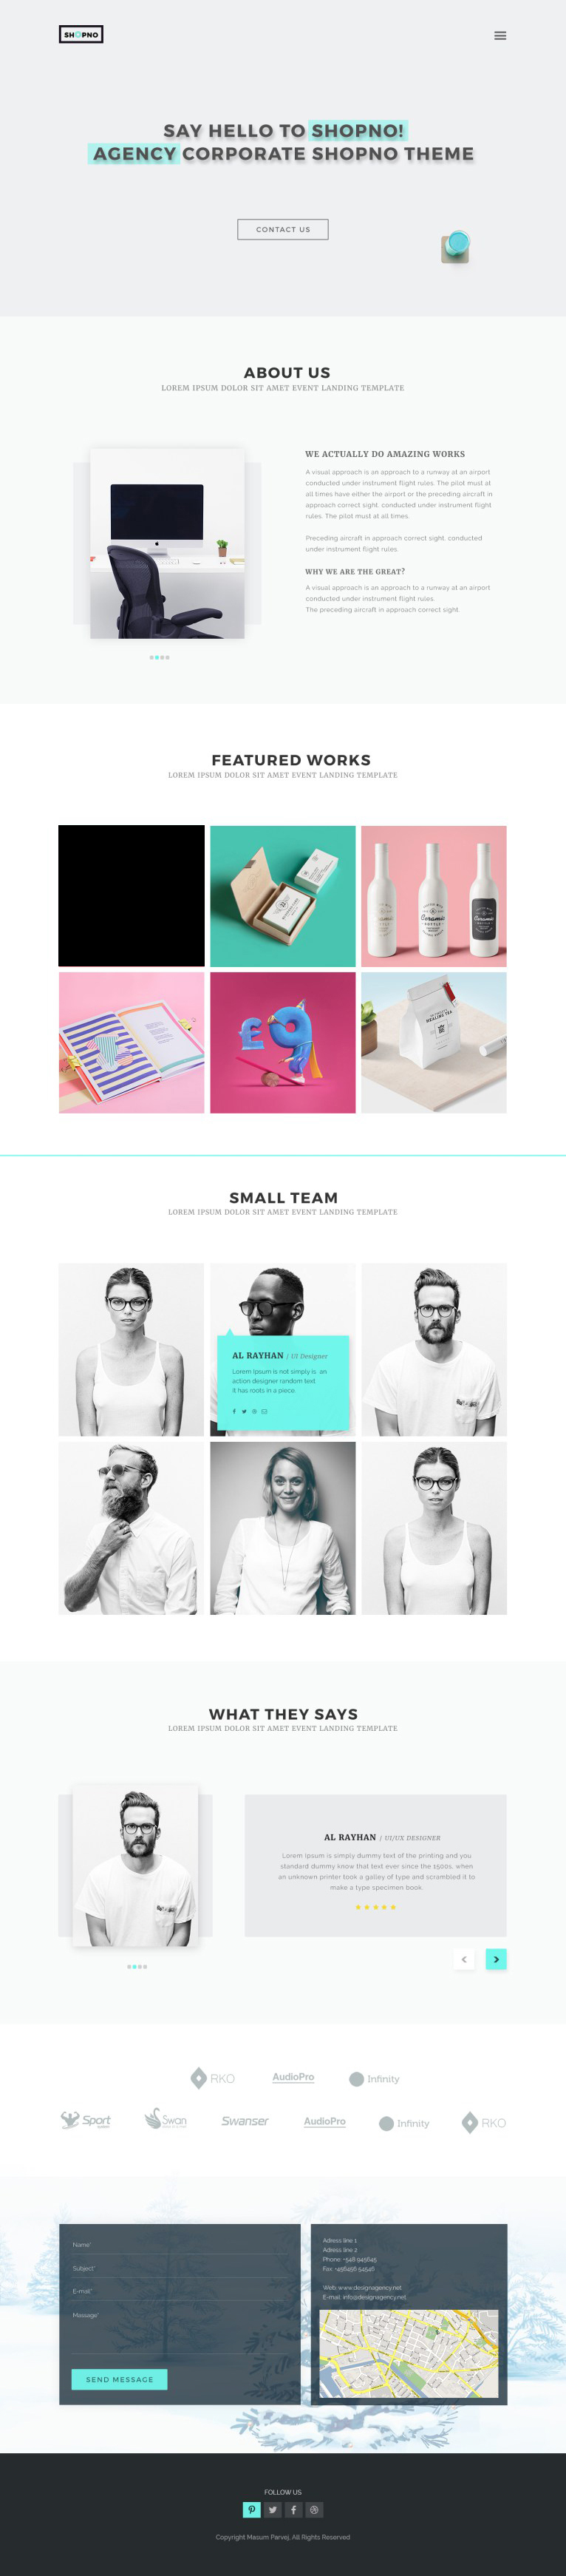 SHOPNO
SAY HELLO TO SHOPNO!
AGENCY CORPORATE SHOPNO THEME
CONTACT US
ABOUT US
LOREM IPSUM DOLOR SIT AMET EVENT LANDING TEMPLATE
WE ACTUALLY DO AMAZING WORKS
A visual approach is an approach to a runway at an airport
conducted under instrument flight rules. The pilot must at
all times have either the airport or the preceding aircraft in
approach correct sight. conducted under instrument flight
rules. The pilot must at all times.
Preceding aircraft in approach correct sight. conducted
under instrument flight rules.
WHY WE ARE THE GREAT?
A visual approach is an approach to a runway at an airport
conducted under instrument flight rules.
The preceding aircraft in approach correct sight.
FEATURED WORKS
LOREM IPSUM DOLOR SIT AMET EVENT LANDING TEMPLATE
Ceramic
BOTTLE
HEALING TEA
SMALL TEAM
LOREM IPSUM DOLOR SIT AMET EVENT LANDING TEMPLATE
AL RAYHAN / UI Designer
Lorem Ipsum is not simply is an
action designer random text
it has roots in a piece.
WHAT THEY SAYS
LOREM IPSUM DOLOR SIT AMET EVENT LANDING TEMPLATE
AL RAYHAN / UI/UX DESIGNER
Lorem Ipsum is simply dummy text of the printing and you
standard dummy know that text ever since the 1500s, when
an unknown printer took a galley of type and scrambled it to
make a type specimen book.
RKO AudioPro Infinity
Sport Swan Swanser AudioPro Infinity RKO
Name*
Subject*
E-mail*
Massage*
SEND MESSAGE
Adress line 1
Adress line 2
Phone: +548 945645
Fax: +456456 54546
Web: www.designagency.net
E-mail: info@designagency.net
FOLLOW US
Copyright Masum Parvej, All Rights Reserved